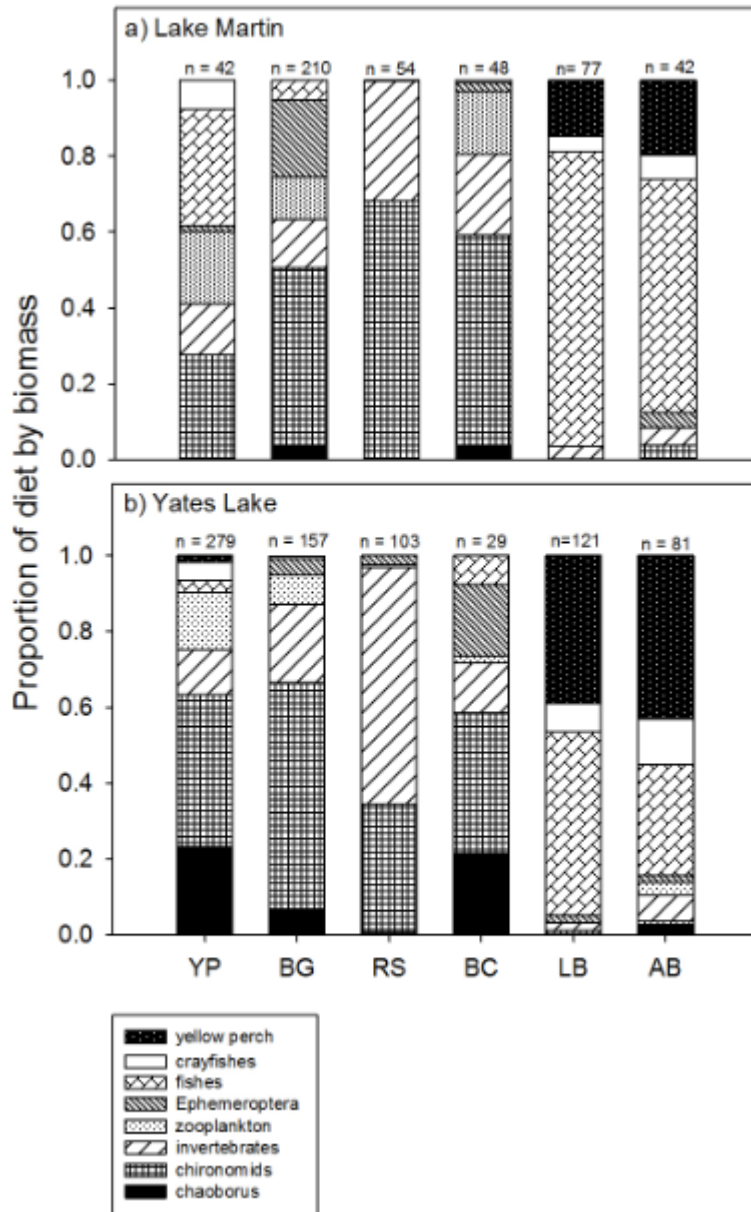 a) Lake Martin
n = 42 n = 210 n = 54 n = 48 n= 77 n = 42
1.0
0.8
0.6
0.4
0.2
0.0
Proportion of diet by biomass
b) Yates Lake
n = 279 n = 157 n = 103 n = 29 n=121 n = 81
1.0
0.8
0.6
0.4
0.2
0.0
YP BG RS BC LB AB
yellow perch
crayfishes
fishes
Ephemeroptera
zooplankton
invertebrates
chironomids
chaoborus